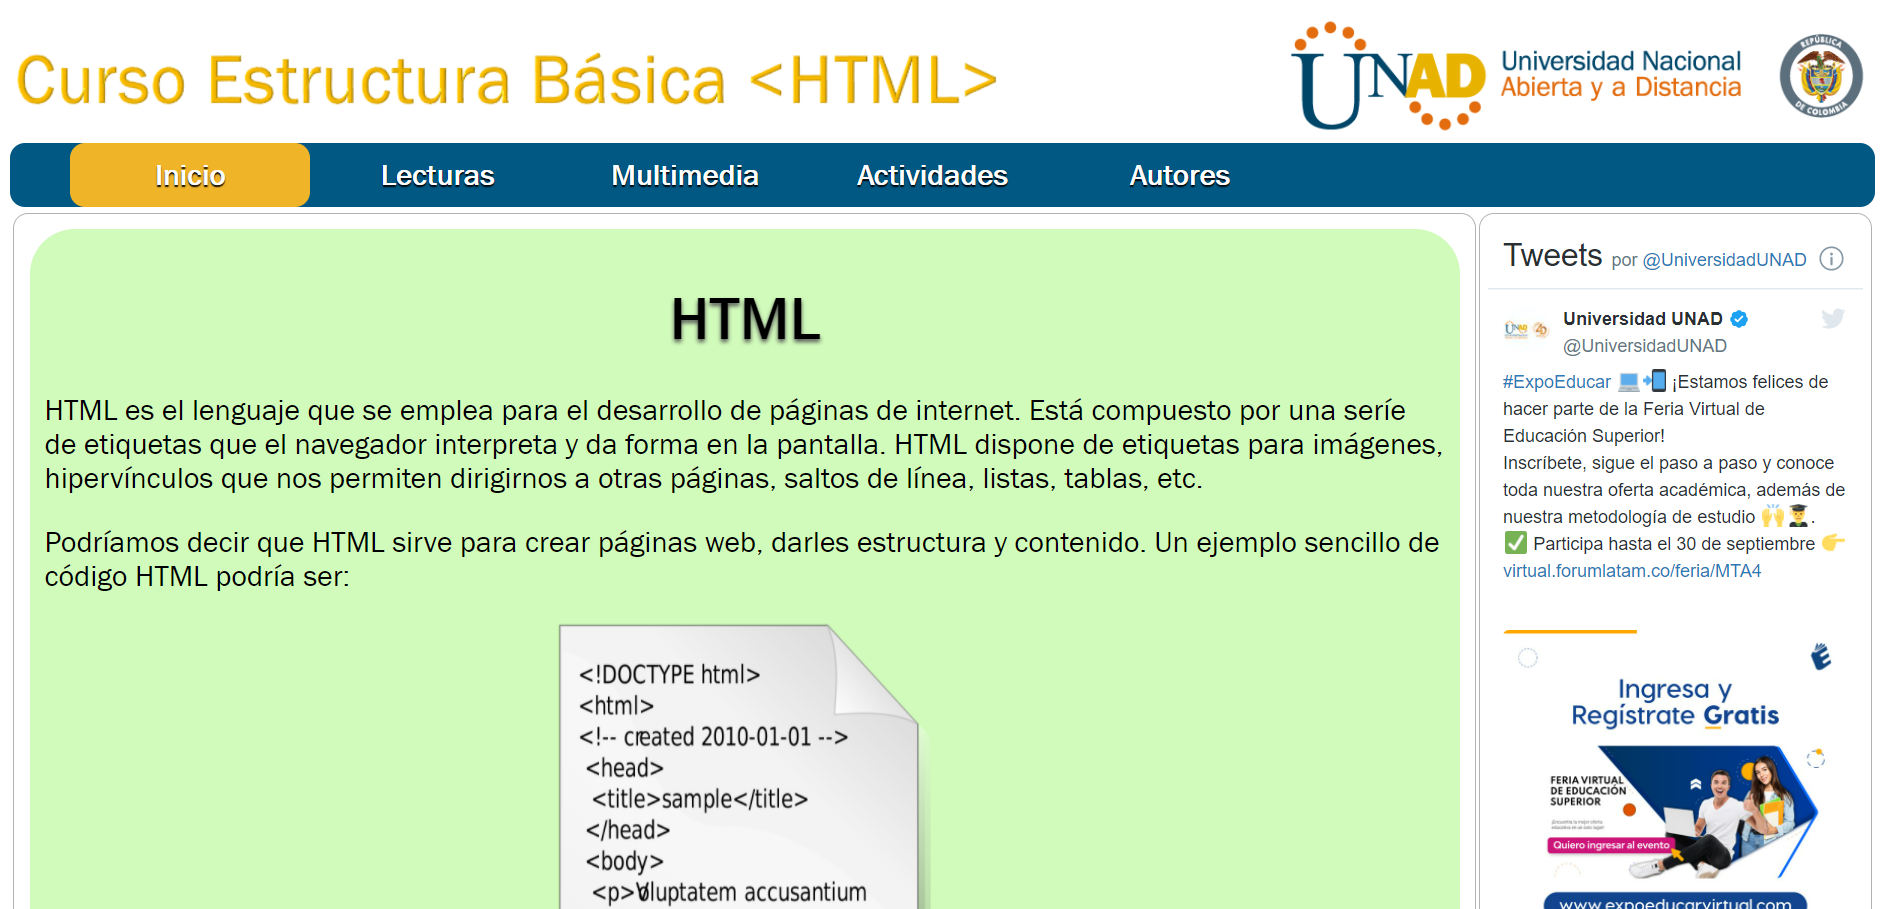 Curso Estructura Básica <HTML>
UNAD
Universidad Nacional
Abierta y a Distancia
REPÚBLICA
DE COLOMBIA
Inicio
Lecturas
Multimedia
Actividades
Autores
HTML
HTML es el lenguaje que se emplea para el desarrollo de páginas de internet. Está compuesto por una seríe
de etiquetas que el navegador interpreta y da forma en la pantalla. HTML dispone de etiquetas para imágenes,
hipervínculos que nos permiten dirigirnos a otras páginas, saltos de línea, listas, tablas, etc.
Podríamos decir que HTML sirve para crear páginas web, darles estructura y contenido. Un ejemplo sencillo de
código HTML podría ser:
<!DOCTYPE html>
<html>
<!-- created 2010-01-01 -->
<head>
<title>sample</title>
</head>
<body>
<p>Voluptatem accusantium
Tweets por @UniversidadUNAD
Universidad UNAD
@UniversidadUNAD
#ExpoEducar 💻📲 ¡Estamos felices de
hacer parte de la Feria Virtual de
Educación Superior!
Inscríbete, sigue el paso a paso y conoce
toda nuestra oferta académica, además de
nuestra metodología de estudio 🙌👨‍🎓.
✅ Participa hasta el 30 de septiembre 👉
virtual.forumlatam.co/feria/MTA4
Ingresa y
Regístrate Gratis
FERIA VIRTUAL
DE EDUCACIÓN
SUPERIOR
Quiero ingresar al evento
www.expoeducarvirtual.com